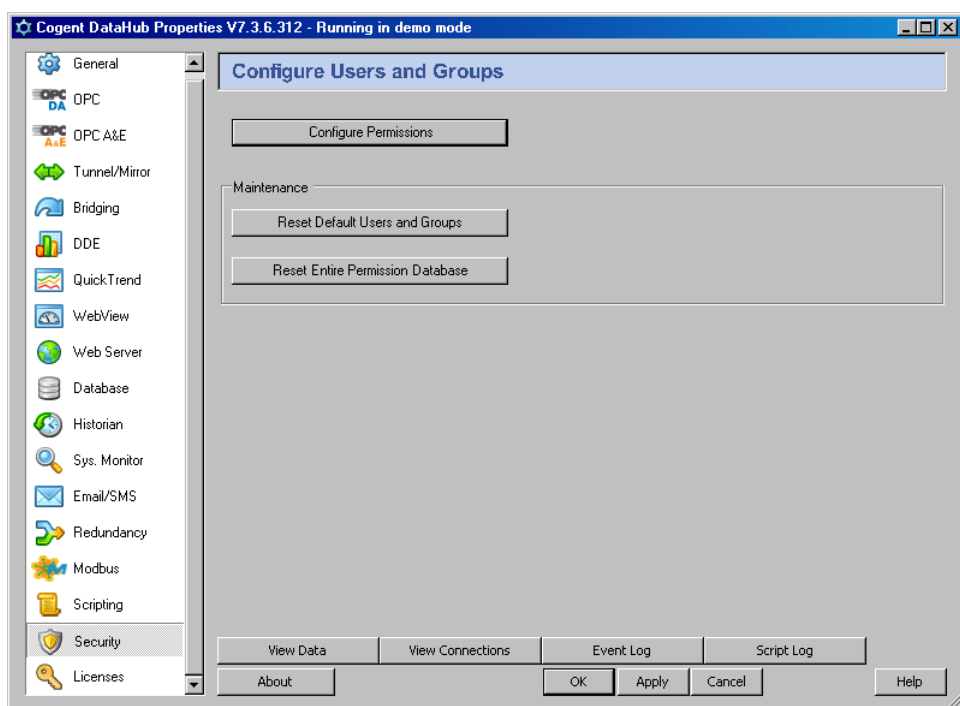 Cogent DataHub Properties V7.3.6.312 - Running in demo mode
General
OPC DA OPC
OPC A&E OPC A&E
Tunnel/Mirror
Bridging
DDE
QuickTrend
WebView
Web Server
Database
Historian
Sys. Monitor
Email/SMS
Redundancy
Modbus
Scripting
Security
Licenses
Configure Users and Groups
Configure Permissions
Maintenance
Reset Default Users and Groups
Reset Entire Permission Database
View Data View Connections Event Log Script Log
About OK Apply Cancel Help